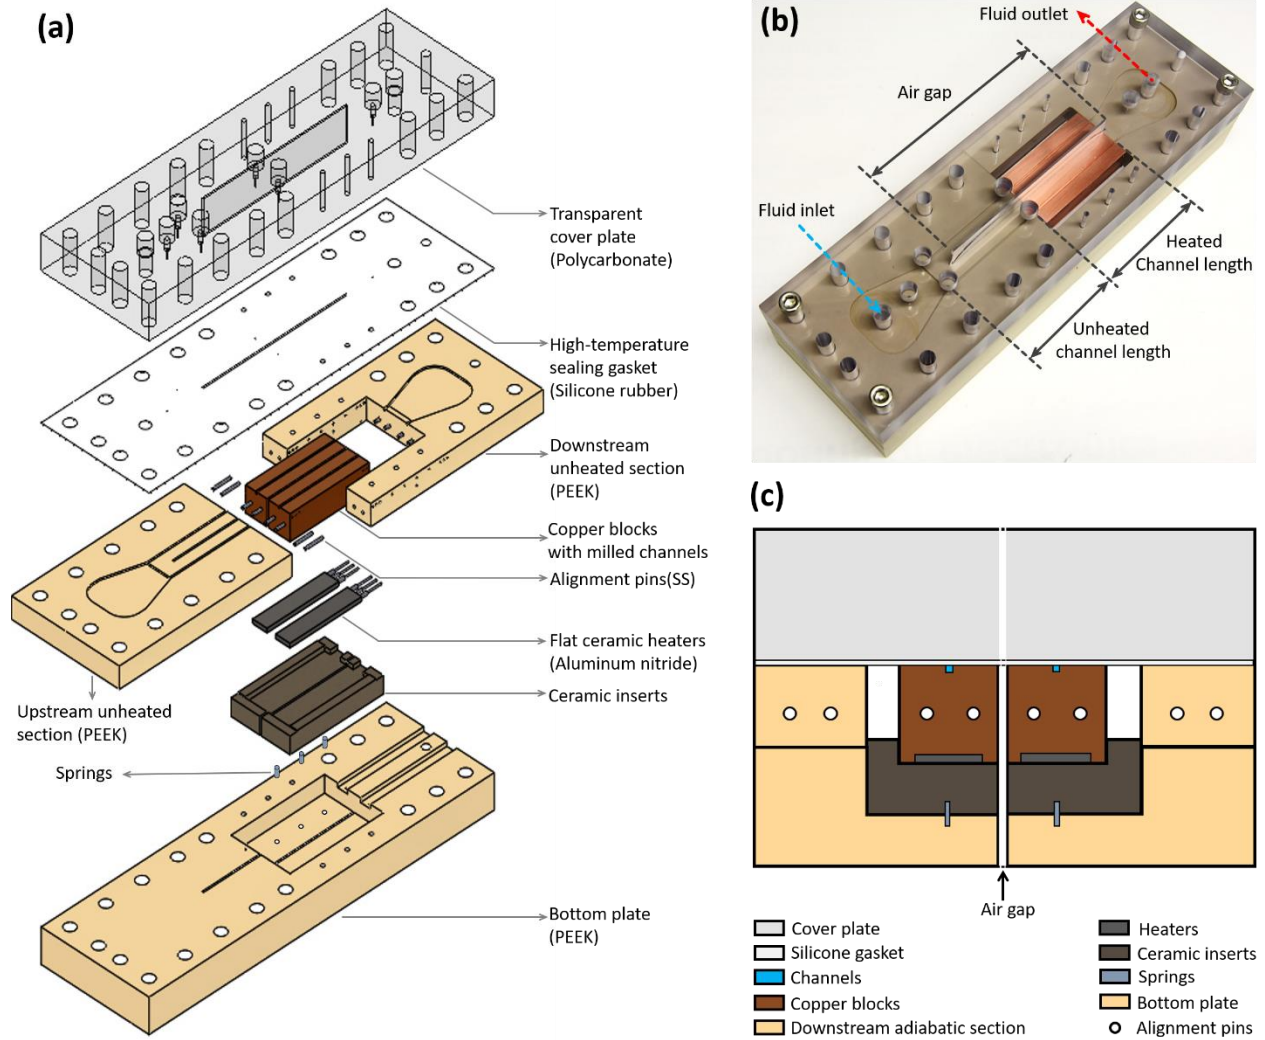 (a)
Transparent
cover plate
(Polycarbonate)
High-temperature
sealing gasket
(Silicone rubber)
Downstream
unheated section
(PEEK)
Copper blocks
with milled channels
Alignment pins(SS)
Flat ceramic heaters
(Aluminum nitride)
Ceramic inserts
Upstream unheated
section (PEEK)
Springs
Bottom plate
(PEEK)
(b)
Fluid outlet
Air gap
Fluid inlet
Heated
Channel length
Unheated
channel length
(c)
Air gap
Cover plate
Silicone gasket
Channels
Copper blocks
Downstream adiabatic section
Heaters
Ceramic inserts
Springs
Bottom plate
Alignment pins